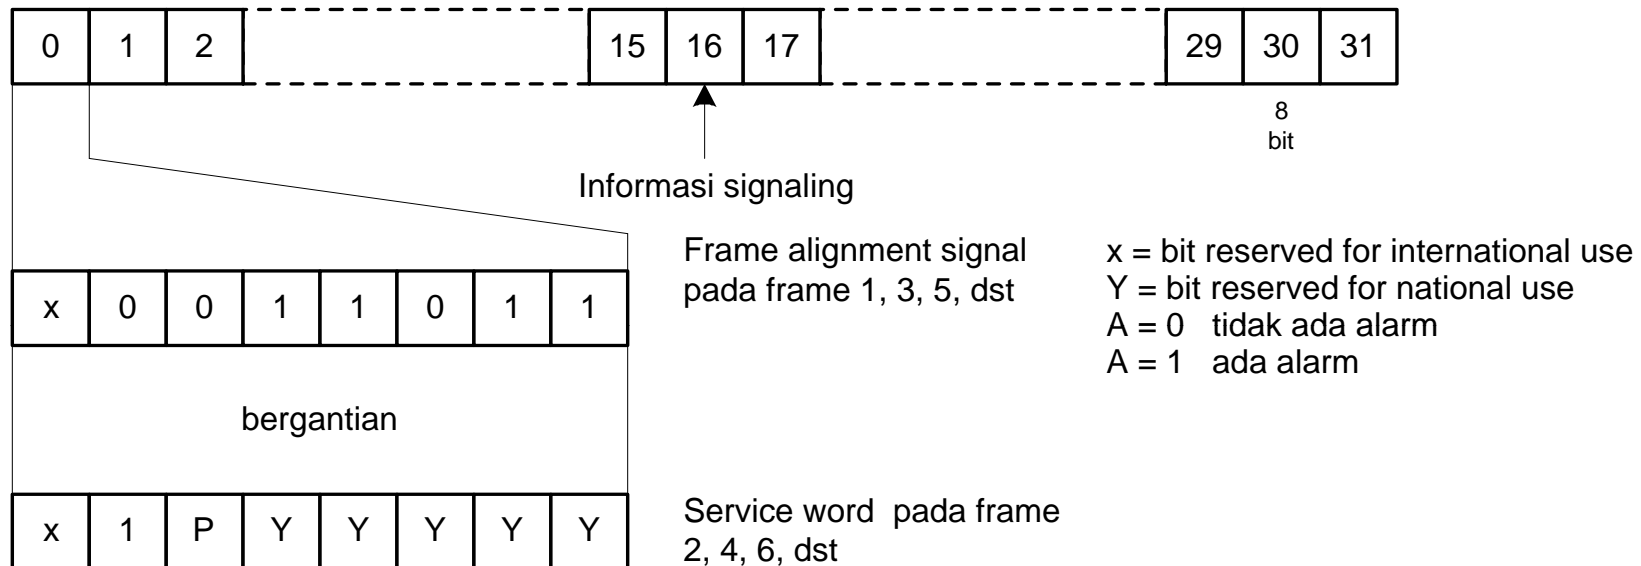 0 1 2 15 16 17 29 30 31
8
bit
Informasi signaling
Frame alignment signal
pada frame 1, 3, 5, dst
x = bit reserved for international use
Y = bit reserved for national use
A = 0 tidak ada alarm
A = 1 ada alarm
x 0 0 1 1 0 1 1
bergantian
x 1 P Y Y Y Y Y
Service word pada frame
2, 4, 6, dst